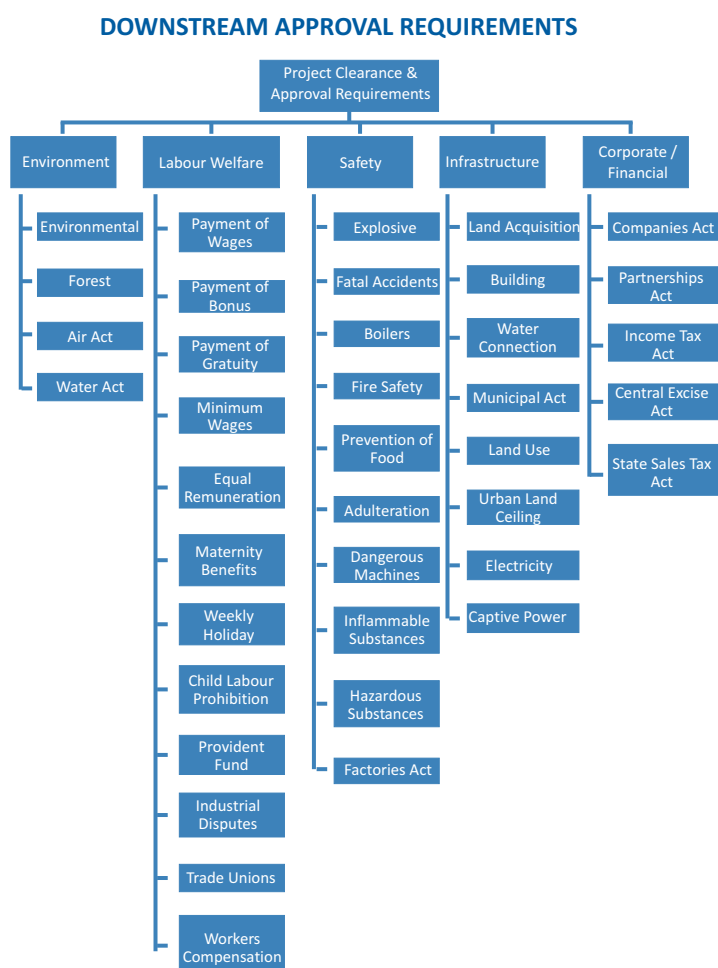 DOWNSTREAM APPROVAL REQUIREMENTS
Project Clearance &
Approval Requirements
Environment
Environmental
Forest
Air Act
Water Act
Labour Welfare
Payment of
Wages
Payment of
Bonus
Payment of
Gratuity
Minimum
Wages
Equal
Remuneration
Maternity
Benefits
Weekly
Holiday
Child Labour
Prohibition
Provident
Fund
Industrial
Disputes
Trade Unions
Workers
Compensation
Safety
Explosive
Fatal Accidents
Boilers
Fire Safety
Prevention of
Food
Adulteration
Dangerous
Machines
Inflammable
Substances
Hazardous
Substances
Factories Act
Infrastructure
Land Acquisition
Building
Water
Connection
Municipal Act
Land Use
Urban Land
Ceiling
Electricity
Captive Power
Corporate /
Financial
Companies Act
Partnerships
Act
Income Tax
Act
Central Excise
Act
State Sales Tax
Act